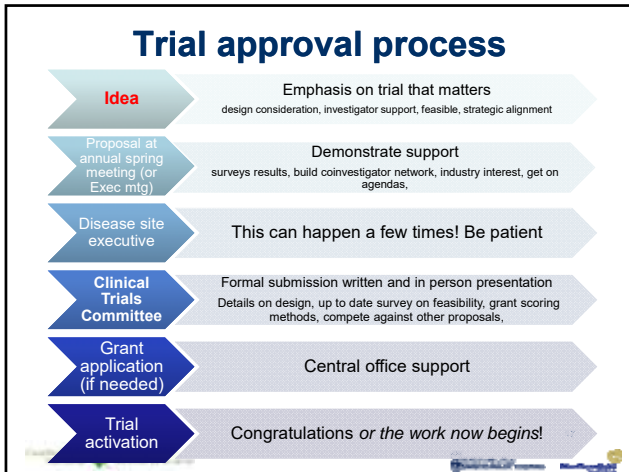 Trial approval process
Idea
Emphasis on trial that matters
design consideration, investigator support, feasible, strategic alignment
Proposal at
annual spring
meeting (or
Exec mtg)
Demonstrate support
surveys results, build coinvestigator network, industry interest, get on
agendas,
Disease site
executive
This can happen a few times! Be patient
Clinical
Trials
Committee
Formal submission written and in person presentation
Details on design, up to date survey on feasibility, grant scoring
methods, compete against other proposals,
Grant
application
(if needed)
Central office support
Trial
activation
Congratulations or the work now begins!